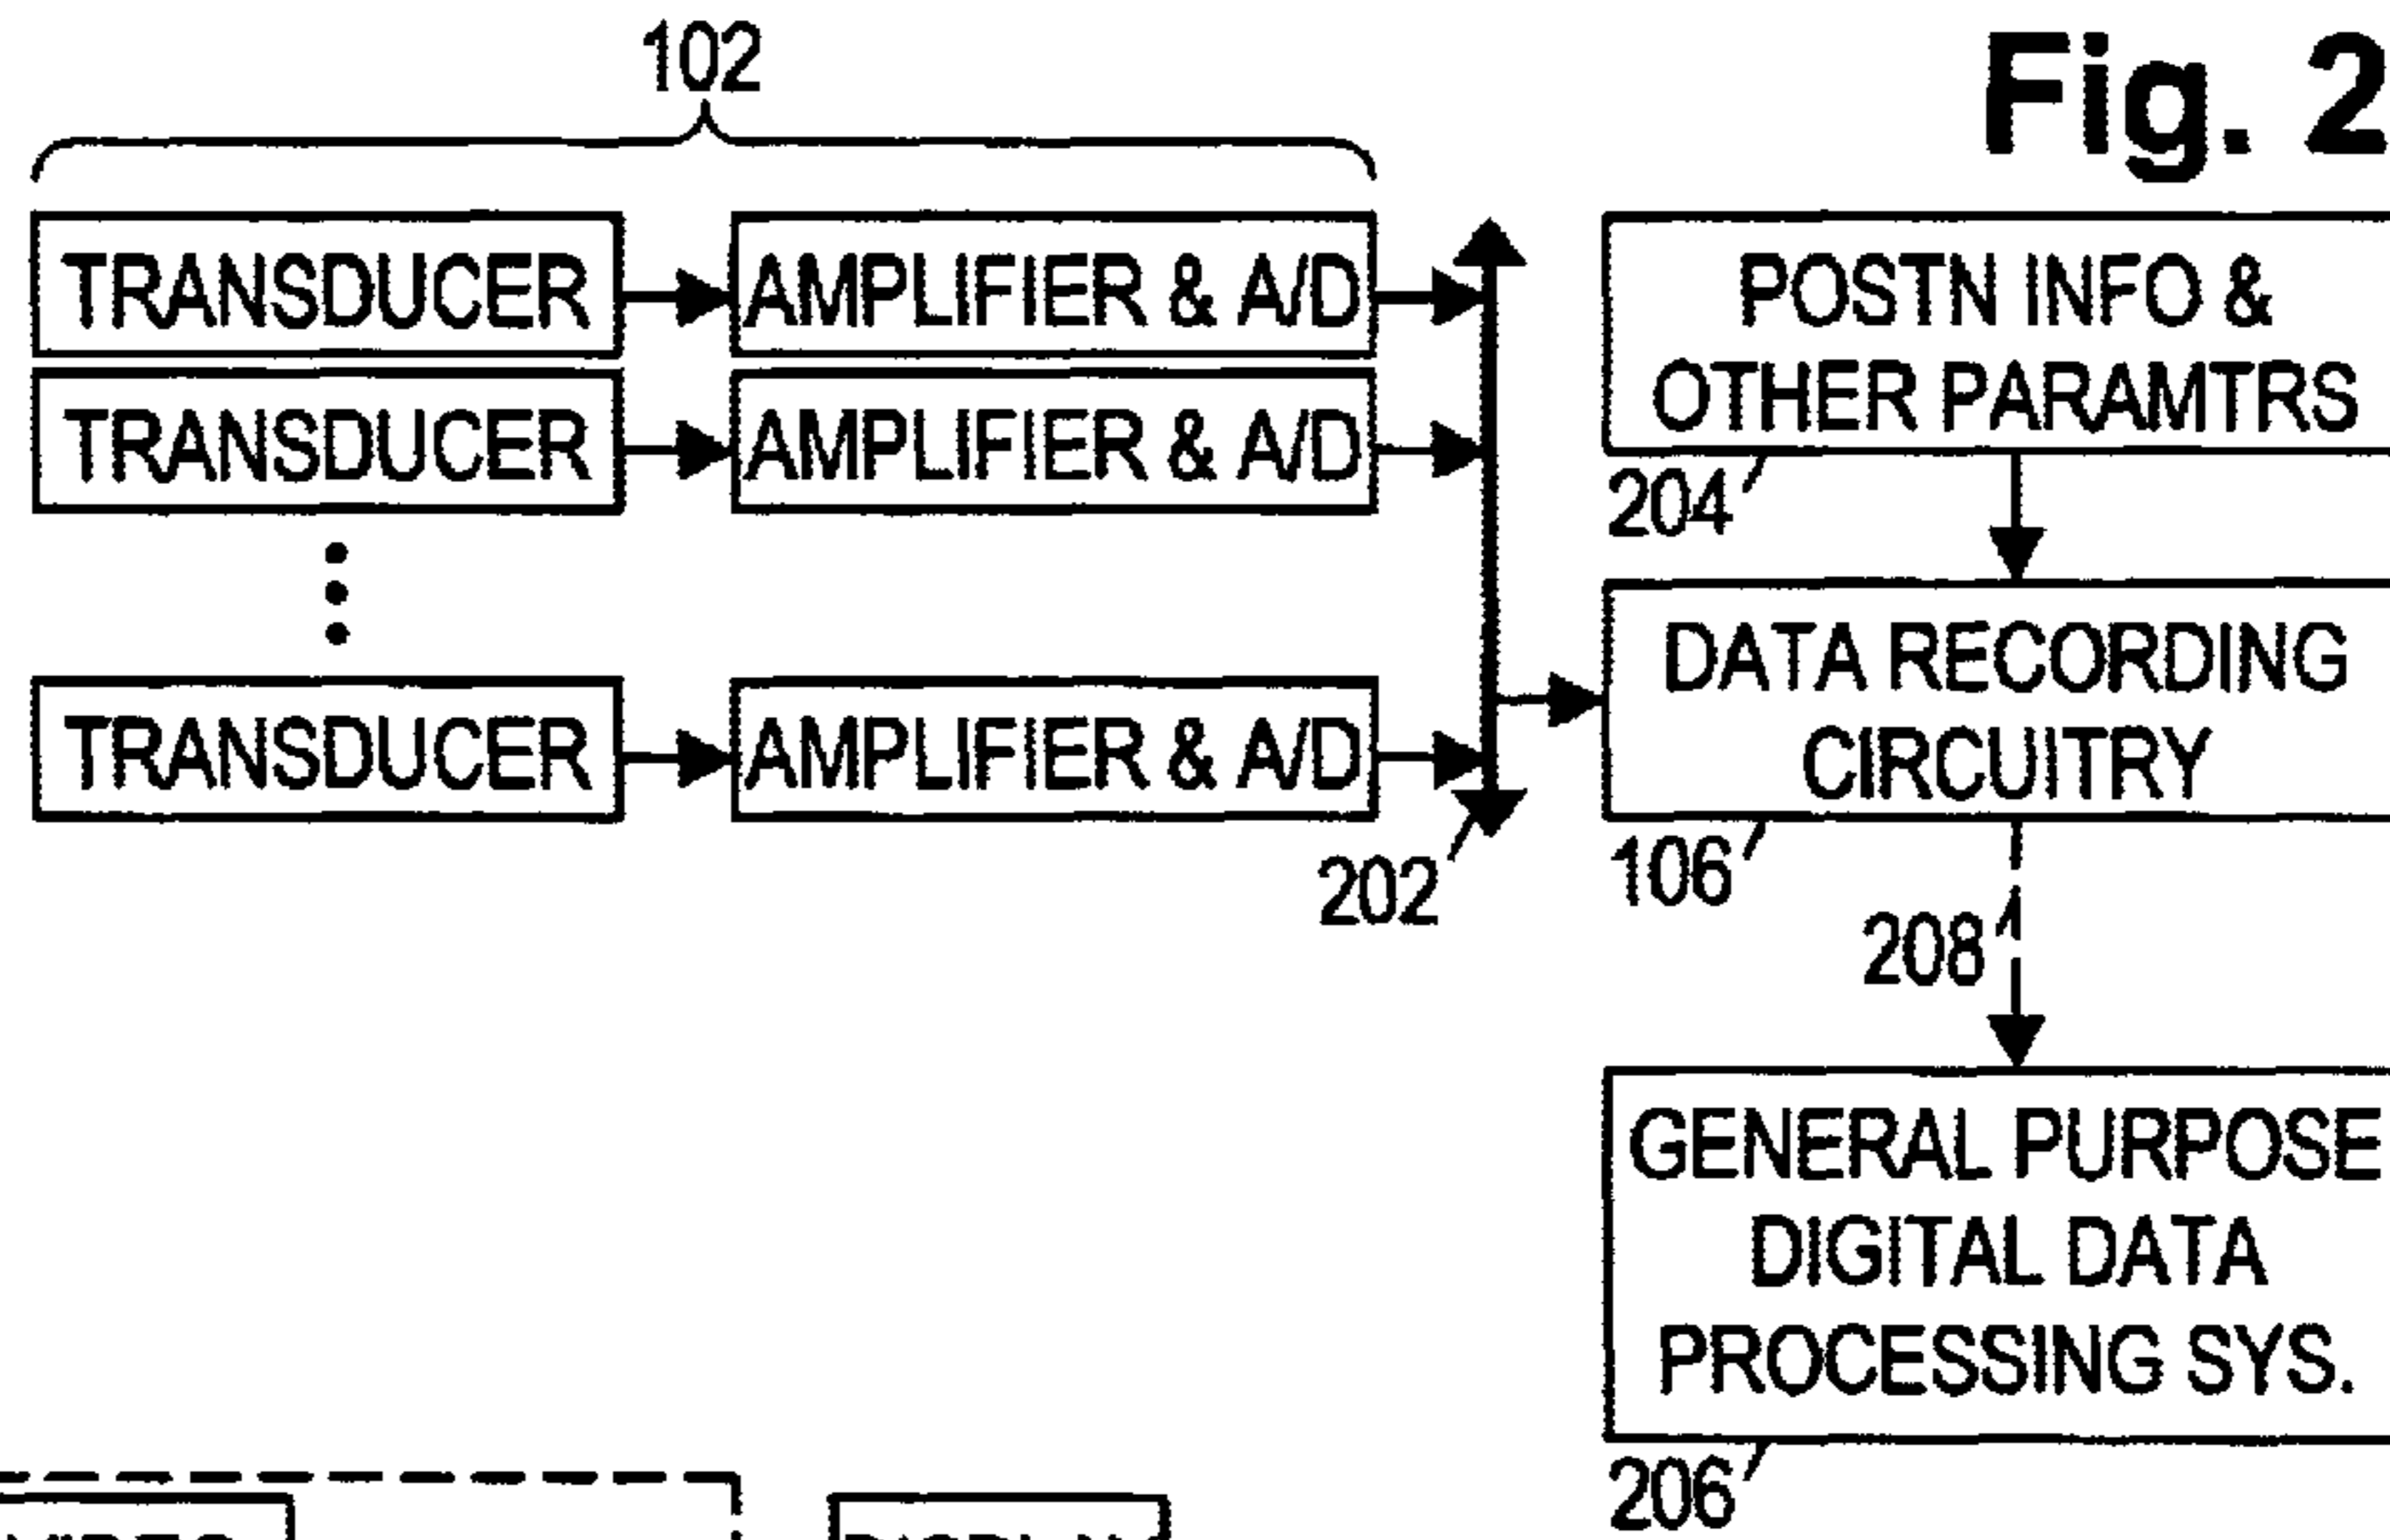 102
Fig. 2
TRANSDUCER
AMPLIFIER & A/D
TRANSDUCER
AMPLIFIER & A/D
TRANSDUCER
AMPLIFIER & A/D
202
POSTN INFO &
OTHER PARAMTRS
204
DATA RECORDING
CIRCUITRY
106
208
GENERAL PURPOSE
DIGITAL DATA
PROCESSING SYS.
206